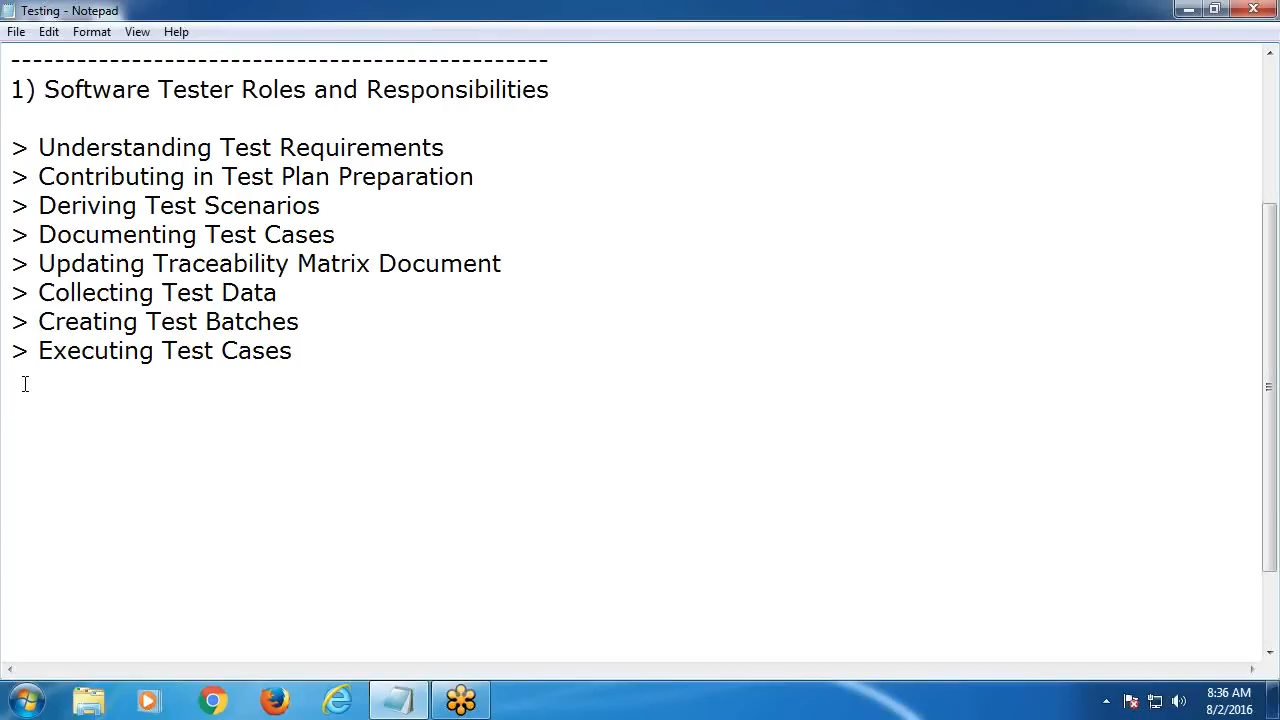 Testing - Notepad
File Edit Format View Help
-------------------------------------------------
1) Software Tester Roles and Responsibilities
> Understanding Test Requirements
> Contributing in Test Plan Preparation
> Deriving Test Scenarios
> Documenting Test Cases
> Updating Traceability Matrix Document
> Collecting Test Data
> Creating Test Batches
> Executing Test Cases
8:36 AM
8/2/2016